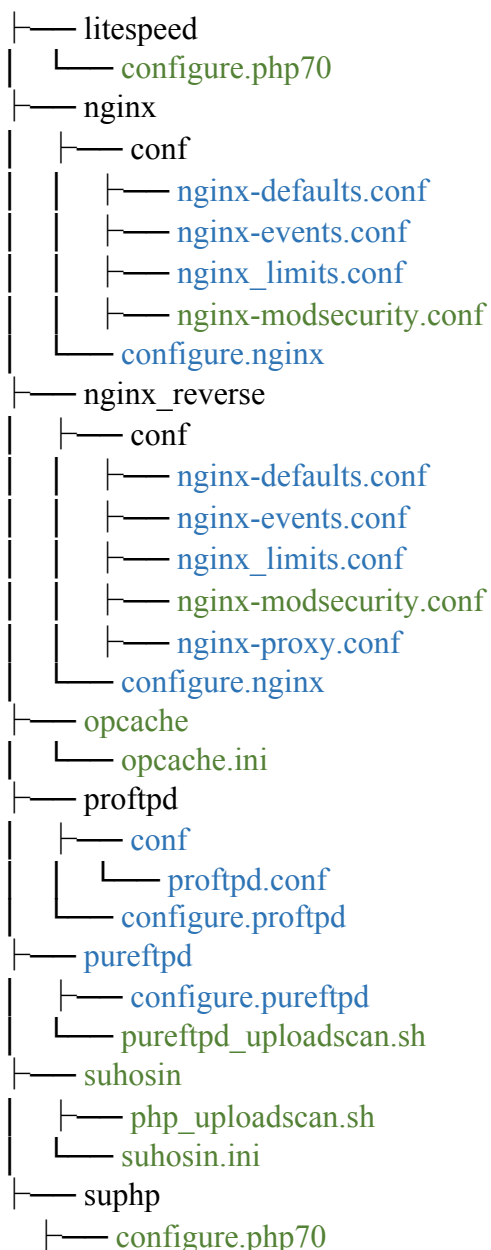 litespeed
configure.php70
nginx
conf
nginx-defaults.conf
nginx-events.conf
nginx_limits.conf
nginx-modsecurity.conf
configure.nginx
nginx_reverse
conf
nginx-defaults.conf
nginx-events.conf
nginx_limits.conf
nginx-modsecurity.conf
nginx-proxy.conf
configure.nginx
opcache
opcache.ini
proftpd
conf
proftpd.conf
configure.proftpd
pureftpd
configure.pureftpd
pureftpd_uploadscan.sh
suhosin
php_uploadscan.sh
suhosin.ini
suphp
configure.php70